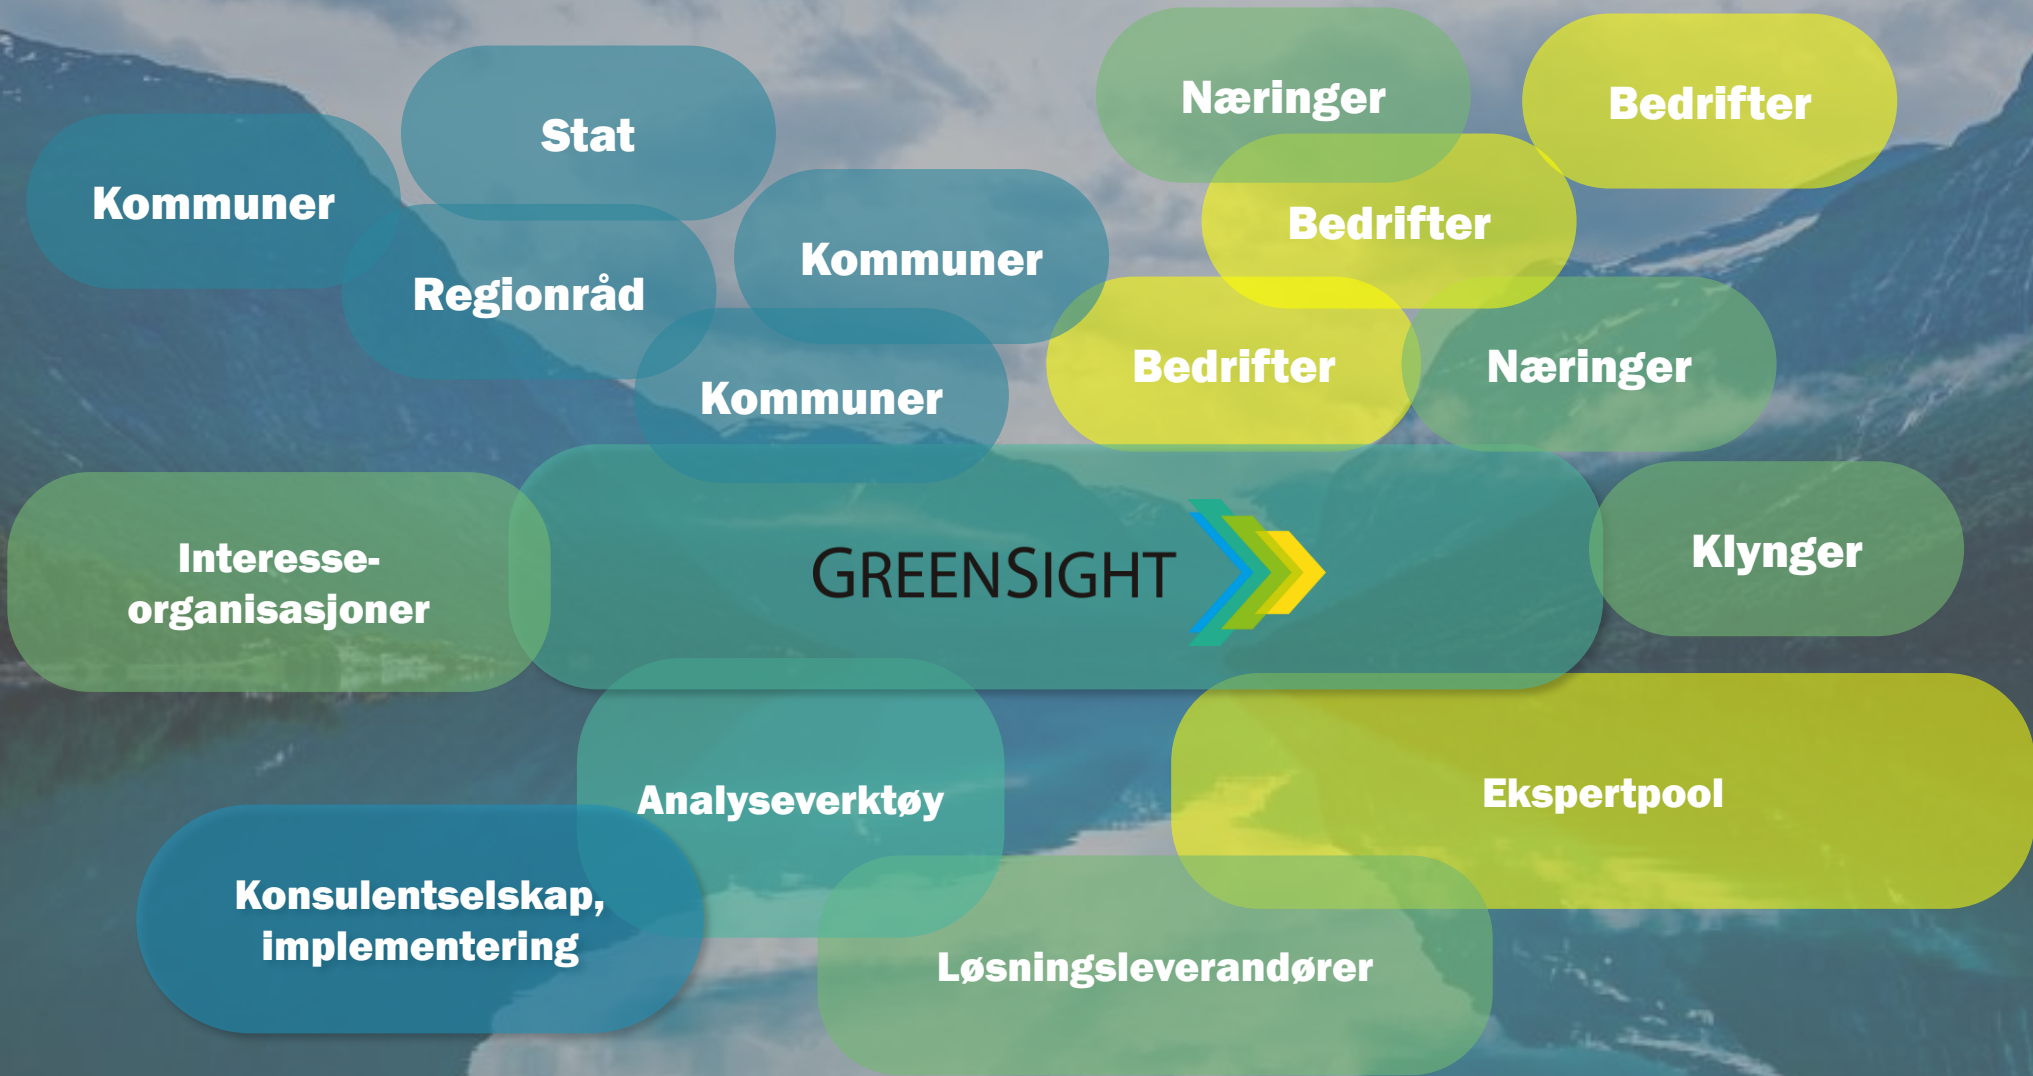 Næringer
Bedrifter
Stat
Kommuner
Bedrifter
Kommuner
Regionråd
Bedrifter
Næringer
Kommuner
Interesse-
organisasjoner
GREENSIGHT
Klynger
Analyseverktøy
Ekspertpool
Konsulentselskap,
implementering
Løsningsleverandører